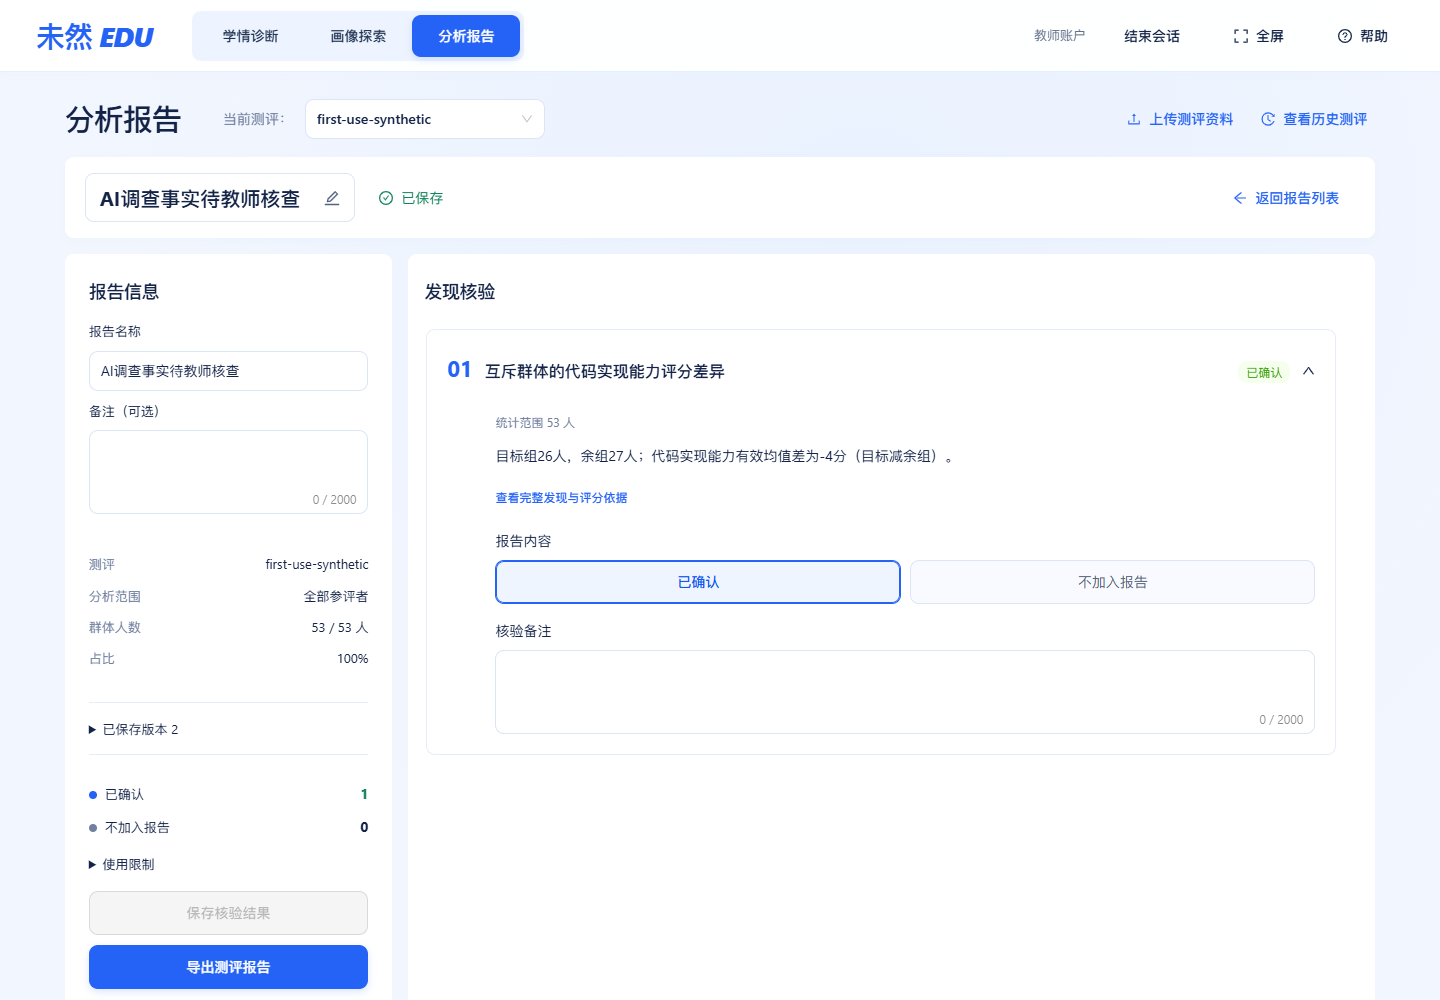 未然 EDU
学情诊断
画像探索
分析报告
教师账户
结束会话
全屏
帮助
分析报告
当前测评：
first-use-synthetic
上传测评资料
查看历史测评
AI调查事实待教师核查
已保存
返回报告列表
报告信息
报告名称
AI调查事实待教师核查
备注（可选）
0 / 2000
测评
first-use-synthetic
分析范围
全部参评者
群体人数
53 / 53 人
占比
100%
已保存版本 2
已确认
1
不加入报告
0
使用限制
保存核验结果
导出测评报告
发现核验
01
互斥群体的代码实现能力评分差异
已确认
统计范围 53 人
目标组26人，余组27人；代码实现能力有效均值差为-4分（目标减余组）。
查看完整发现与评分依据
报告内容
已确认
不加入报告
核验备注
0 / 2000